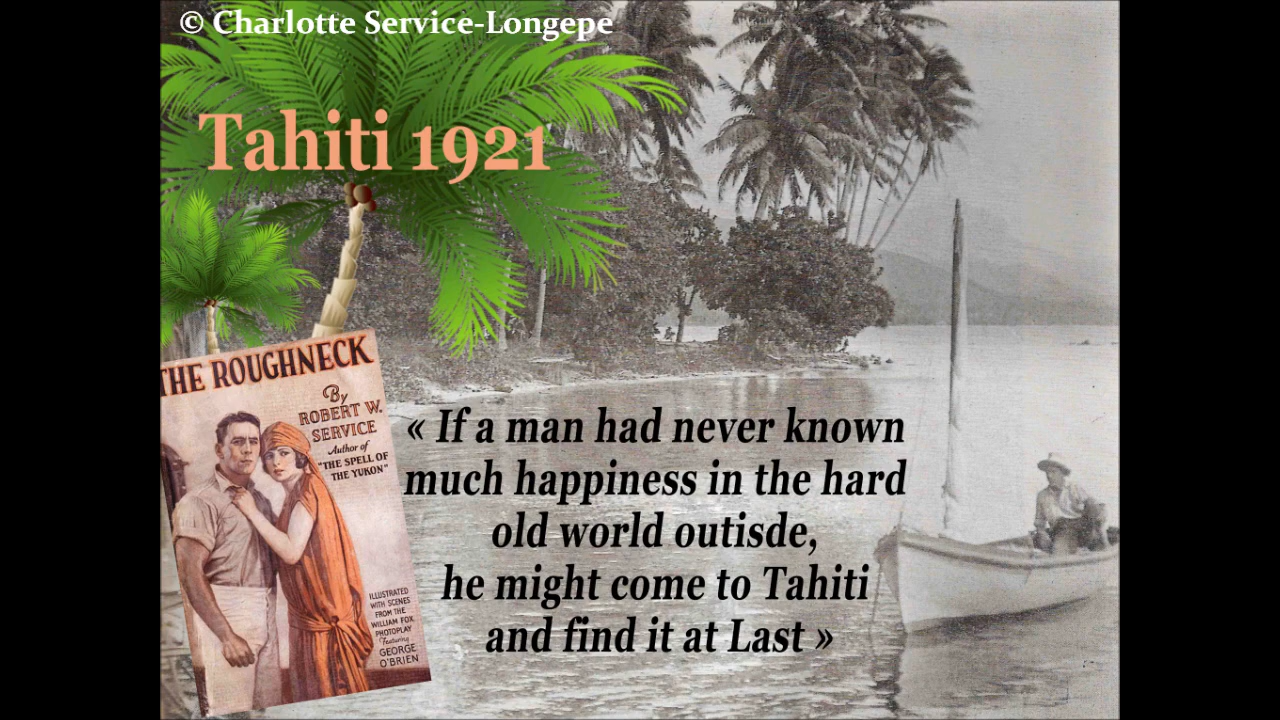 © Charlotte Service-Longepe
Tahiti 1921
THE ROUGHNECK
By
ROBERT W.
SERVICE
Author of
"THE SPELL OF
THE YUKON"
ILLUSTRATED
WITH SCENES
FROM THE
WILLIAM FOX
PHOTOPLAY
Featuring
GEORGE
O'BRIEN
« If a man had never known
much happiness in the hard
old world outisde,
he might come to Tahiti
and find it at Last »